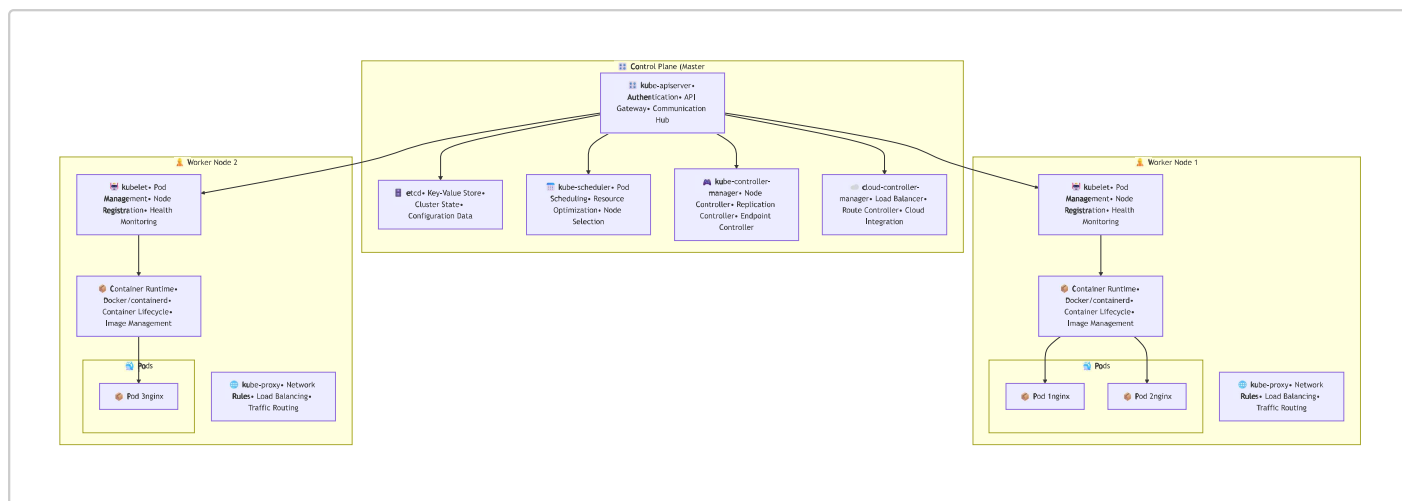 Control Plane (Master
kube-apiserver•
Authentication• API
Gateway• Communication
Hub
Worker Node 2
kubelet• Pod
Management• Node
Registration• Health
Monitoring
etcd• Key-Value Store•
Cluster State•
Configuration Data
kube-scheduler• Pod
Scheduling• Resource
Optimization• Node
Selection
kube-controller-
manager• Node
Controller• Replication
Controller• Endpoint
Controller
cloud-controller-
manager• Load Balancer•
Route Controller• Cloud
Integration
Worker Node 1
kubelet• Pod
Management• Node
Registration• Health
Monitoring
Container Runtime•
Docker/containerd•
Container Lifecycle•
Image Management
Pods
Pod 3nginx
kube-proxy• Network
Rules• Load Balancing•
Traffic Routing
Container Runtime•
Docker/containerd•
Container Lifecycle•
Image Management
Pods
Pod 1nginx
Pod 2nginx
kube-proxy• Network
Rules• Load Balancing•
Traffic Routing